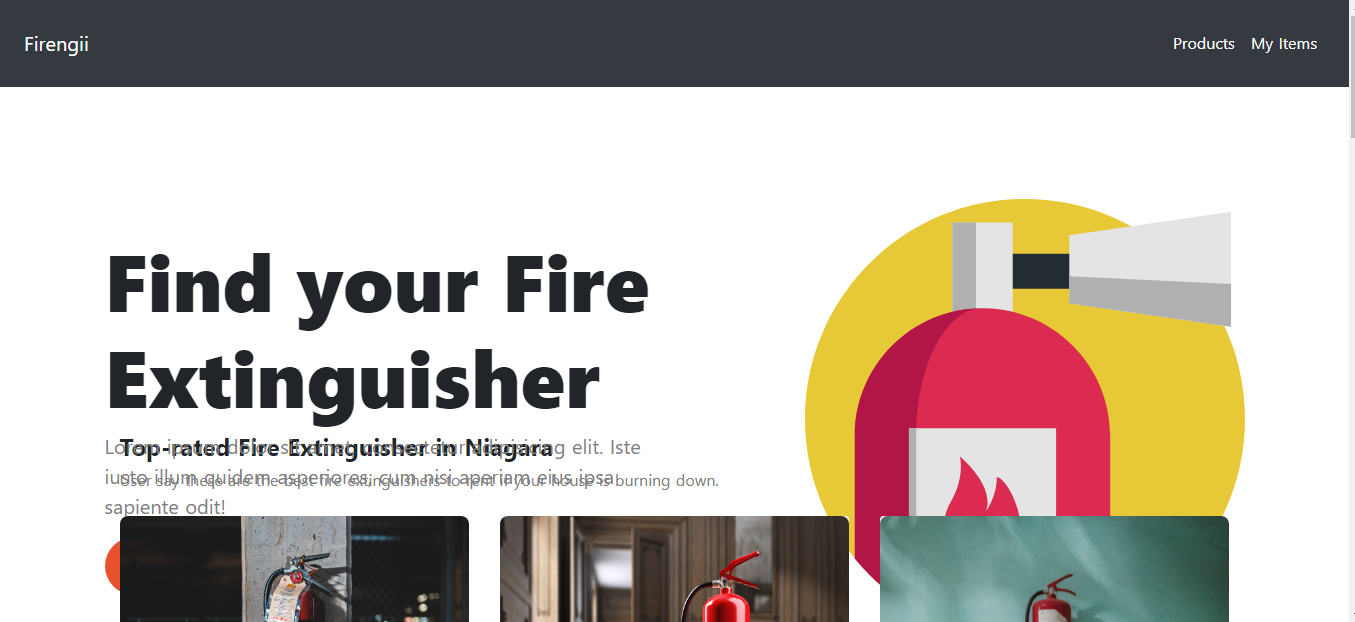 Firengii
Products My Items
Find your Fire
Extinguisher
Top-rated Fire Extinguisher in Niagara
Lorem ipsum dolor sit amet, consectetur adipisicing elit. Iste
iusto illum quidem asperiores, cum nisi aperiam eius ipsa
User say these are the best fire extinguishers to rent if your house is burning down.
sapiente odit!